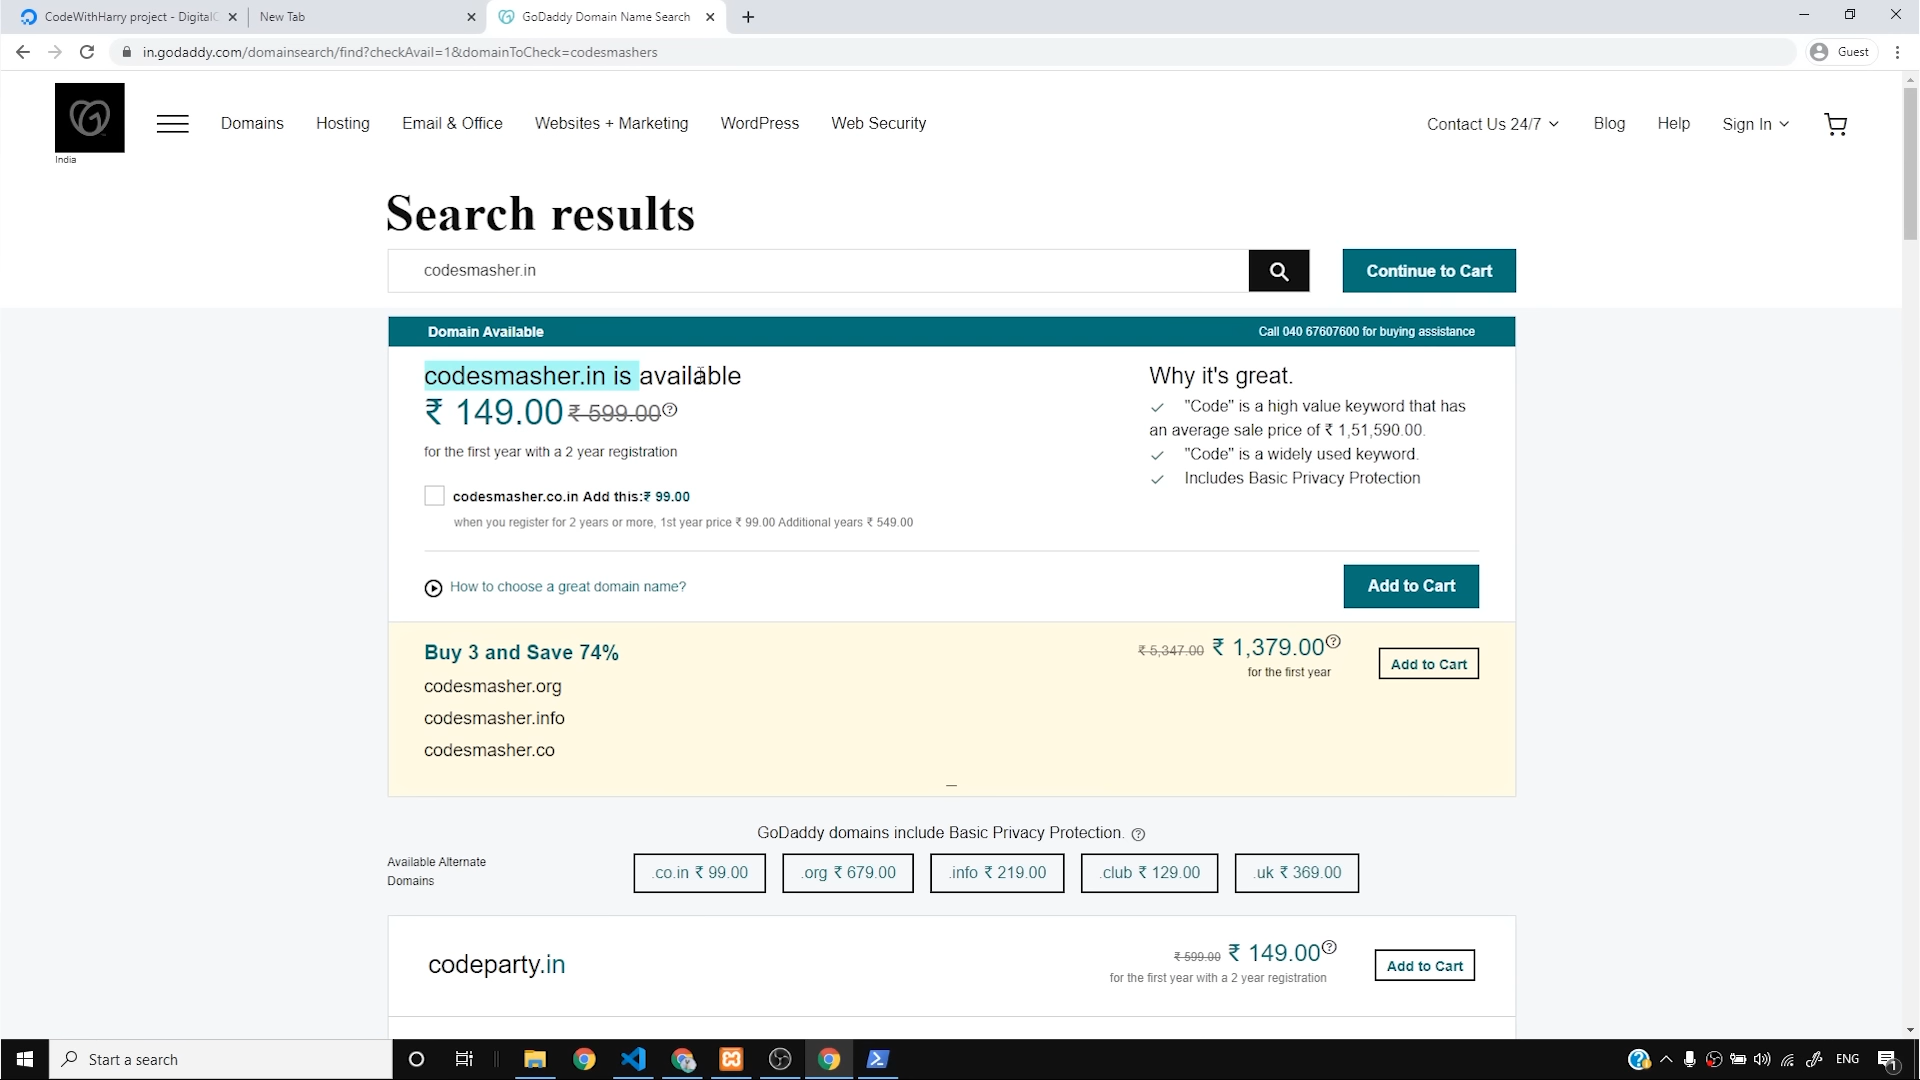 CodeWithHarry project - DigitalC
New Tab
GoDaddy Domain Name Search
in.godaddy.com/domainsearch/find?checkAvail=1&domainToCheck=codesmashers
Guest
India
Domains
Hosting
Email & Office
Websites + Marketing
WordPress
Web Security
Contact Us 24/7
Blog
Help
Sign In
Search results
codesmasher.in
Continue to Cart
Domain Available
Call 040 67607600 for buying assistance
codesmasher.in is available
₹ 149.00 ₹ 599.00
for the first year with a 2 year registration
codesmasher.co.in Add this:₹ 99.00
when you register for 2 years or more, 1st year price ₹ 99.00 Additional years ₹ 549.00
Why it's great.
"Code" is a high value keyword that has
an average sale price of ₹ 1,51,590.00.
"Code" is a widely used keyword.
Includes Basic Privacy Protection
How to choose a great domain name?
Add to Cart
Buy 3 and Save 74%
codesmasher.org
codesmasher.info
codesmasher.co
₹ 5,347.00 ₹ 1,379.00
for the first year
Add to Cart
GoDaddy domains include Basic Privacy Protection.
Available Alternate
Domains
.co.in ₹ 99.00
.org ₹ 679.00
.info ₹ 219.00
.club ₹ 129.00
.uk ₹ 369.00
codeparty.in
₹ 599.00 ₹ 149.00
for the first year with a 2 year registration
Add to Cart
Start a search
ENG
1